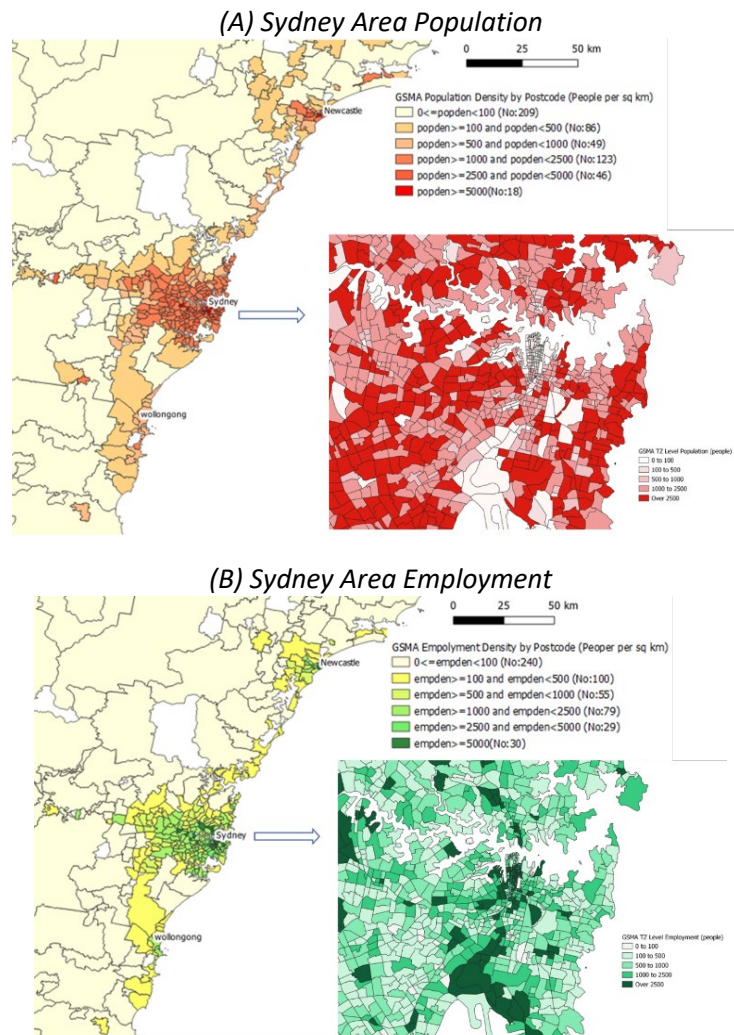 (A) Sydney Area Population
0 25 50 km
GSMA Population Density by Postcode (People per sq km)
0<=popden<100 (No:209)
popden>=100 and popden<500 (No:86)
popden>=500 and popden<1000 (No:49)
popden>=1000 and popden<2500 (No:123)
popden>=2500 and popden<5000 (No:46)
popden>=5000(No:18)
Newcastle
Sydney
wollongong
GSMA TZ Level Population (people)
0 to 100
100 to 500
500 to 1000
1000 to 2500
Over 2500
(B) Sydney Area Employment
0 25 50 km
GSMA Empolyment Density by Postcode (Peoper per sq km)
0<=empden<100 (No:240)
empden>=100 and empden<500 (No:100)
empden>=500 and empden<1000 (No:55)
empden>=1000 and empden<2500 (No:79)
empden>=2500 and empden<5000 (No:29)
empden>=5000(No:30)
Newcastle
Sydney
wollongong
GSMA TZ Level Employment (people)
0 to 100
100 to 500
500 to 1000
1000 to 2500
Over 2500